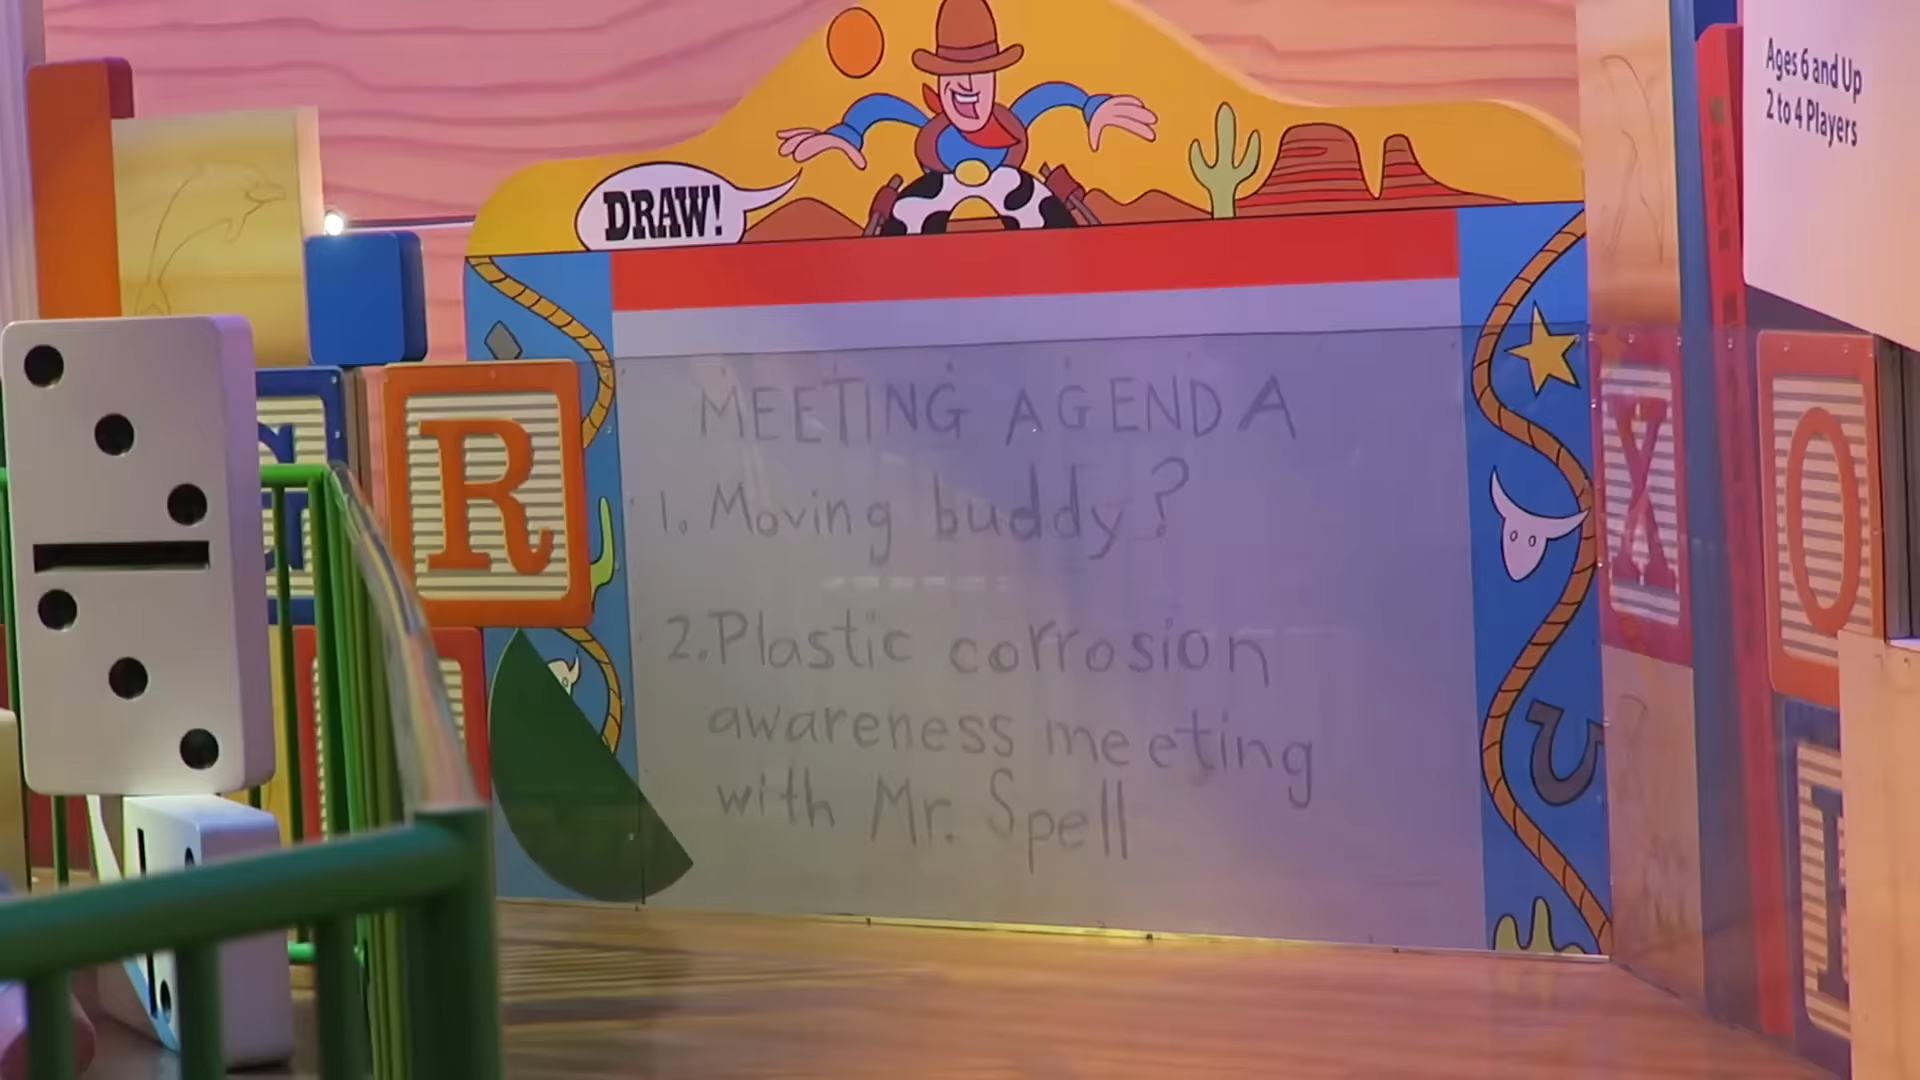 Ages 6 and Up
2 to 4 Players
DRAW!
MEETING AGENDA
1. Moving buddy?
2. Plastic corrosion
awareness meeting
with Mr. Spell
R
X
O